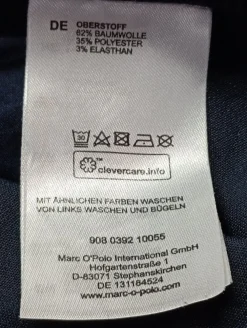 DE OBERSTOFF
62% BAUMWOLLE
35% POLYESTER
3% ELASTHAN
30
clevercare.info
MIT ÄHNLICHEN FARBEN WASCHEN
VON LINKS WASCHEN UND BÜGELN
908 0392 10055
Marc O'Polo International GmbH
Hofgartenstraße 1
D-83071 Stephanskirchen
DE 131184524
www.marc-o-polo.com